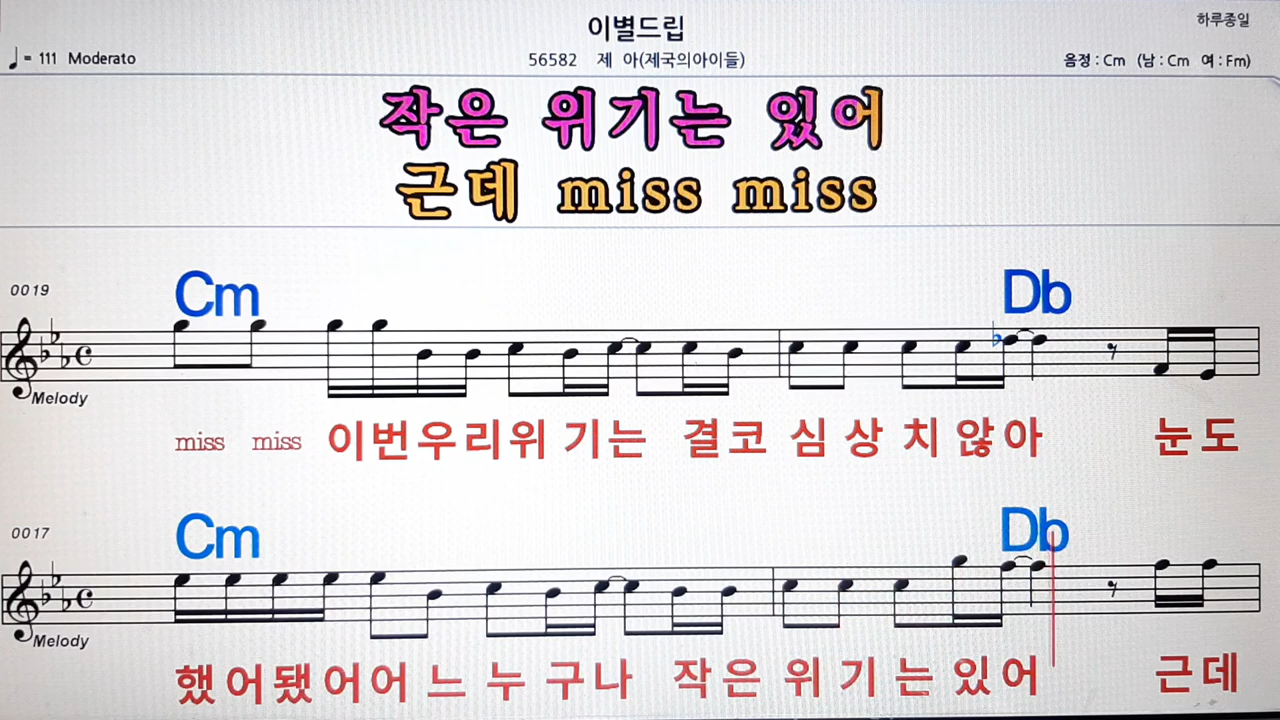 이별드립
하루종일
= 111 Moderato
56582 제 아(제국의아이들)
음정 : Cm (남 : Cm 여 : Fm)
작은 위기는 있어
근데 miss miss
0019
Cm Db
Melody
miss miss 이번우리위 기는 결코 심 상 치 않아 눈도
0017
Cm Db
Melody
했어됐어어 느 누 구나 작은 위 기 는 있어 근데